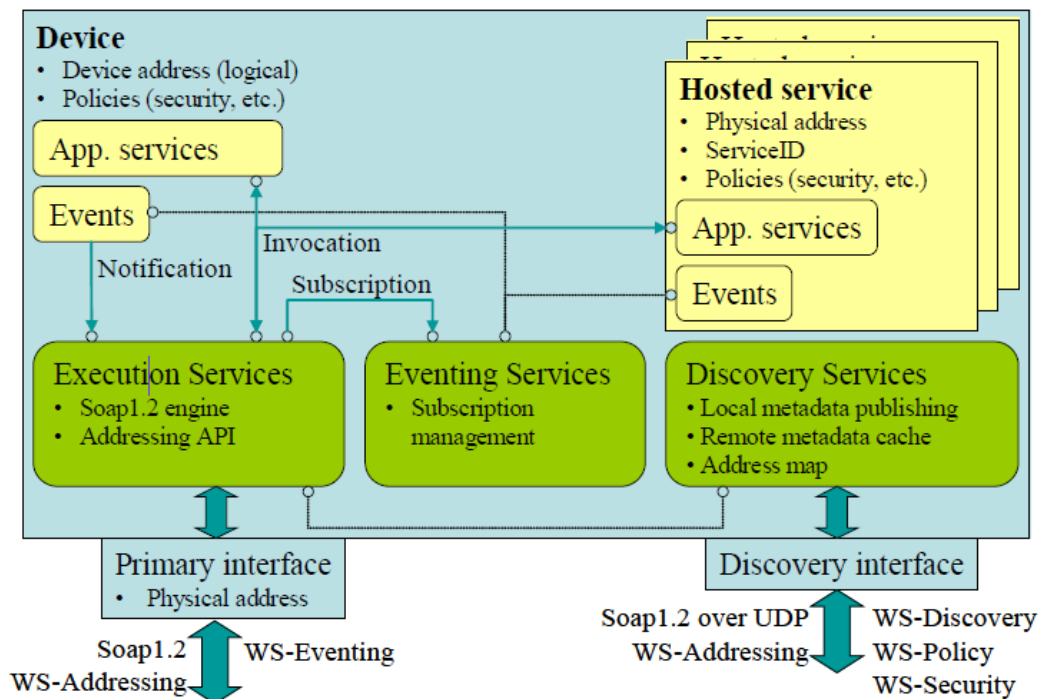 Device
• Device address (logical)
• Policies (security, etc.)
App. services
Events
Notification
Invocation
Subscription
Hosted service
• Physical address
• ServiceID
• Policies (security, etc.)
App. services
Events
Execution Services
• Soap1.2 engine
• Addressing API
Eventing Services
• Subscription
management
Discovery Services
• Local metadata publishing
• Remote metadata cache
• Address map
Primary interface
• Physical address
Discovery interface
Soap1.2
WS-Addressing
WS-Eventing
Soap1.2 over UDP
WS-Addressing
WS-Discovery
WS-Policy
WS-Security